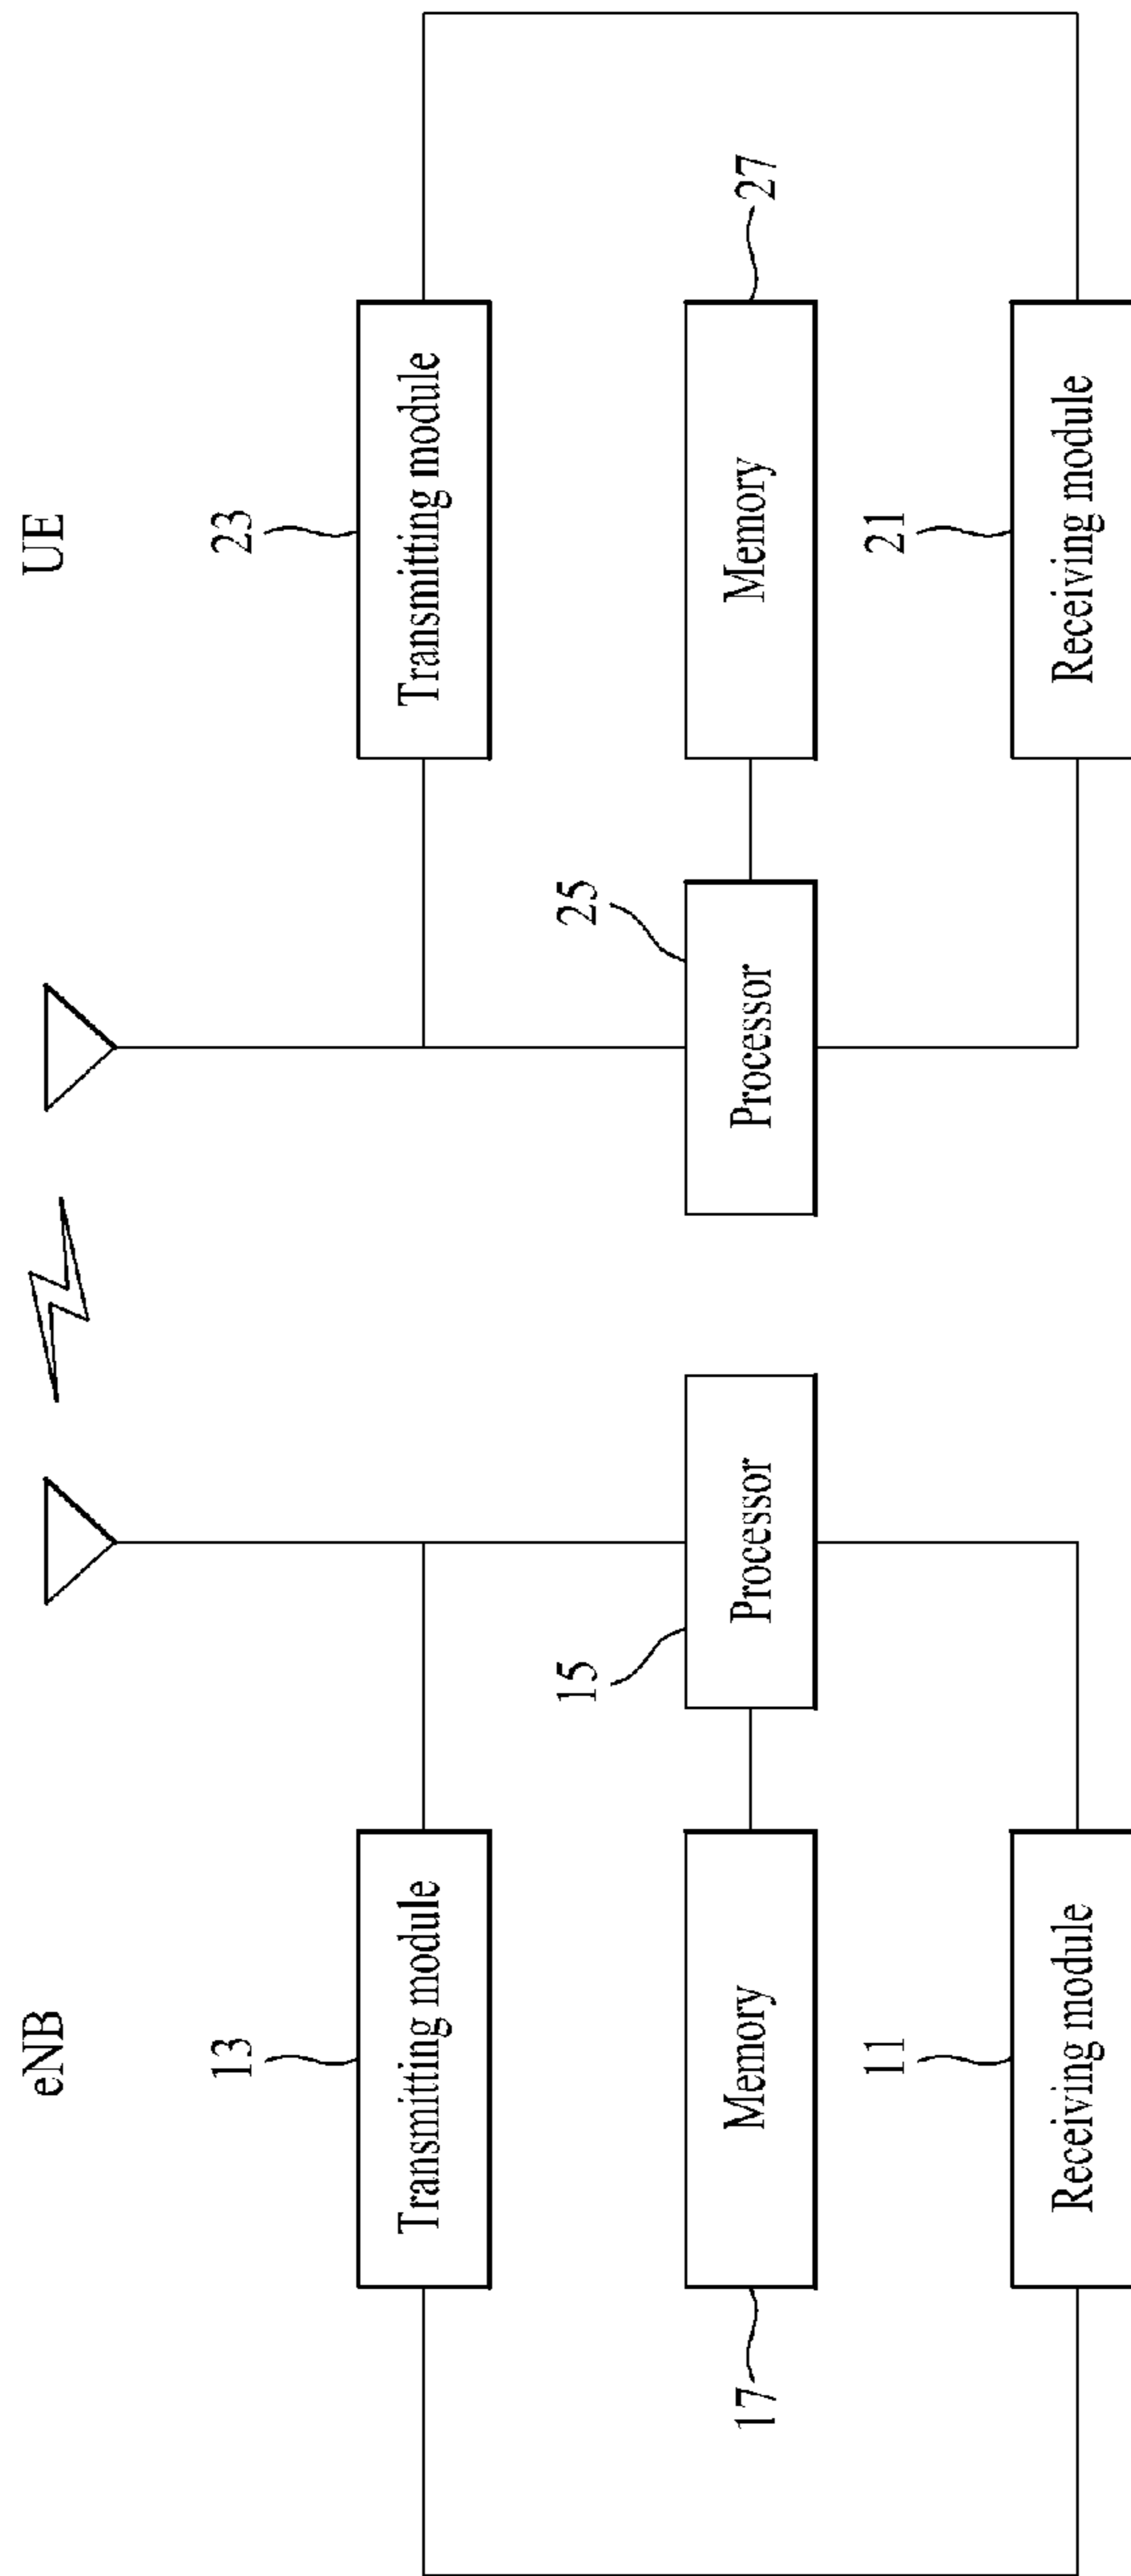 eNB
UE
13
Transmitting module
23
Transmitting module
15
Processor
25
Processor
17
Memory
Memory
27
11
Receiving module
21
Receiving module